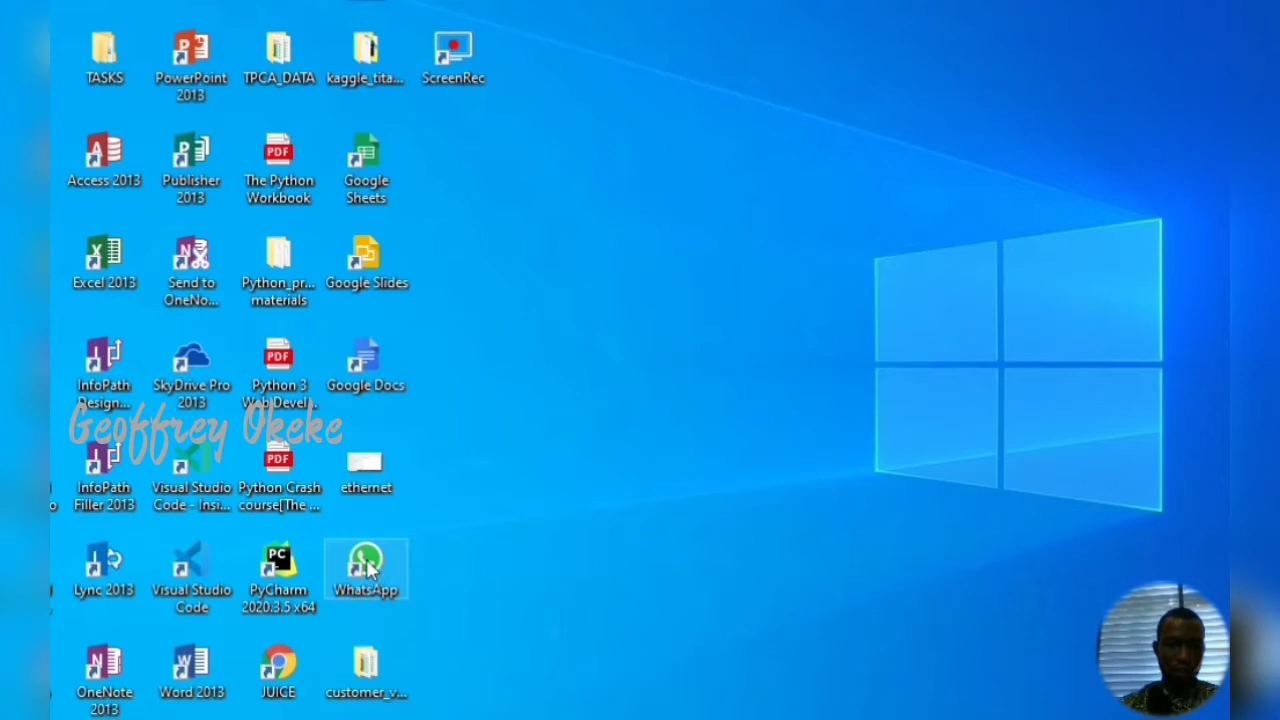 TASKS
PowerPoint
2013
TPCA_DATA
kaggle_tita...
ScreenRec
Access 2013
Publisher
2013
The Python
Workbook
Google
Sheets
Excel 2013
Send to
OneNo...
Python_pr...
materials
Google Slides
InfoPath
Design...
SkyDrive Pro
2013
Python 3
Web Devel...
Google Docs
Geoffrey Okeke
InfoPath
Filler 2013
Visual Studio
Code - Insi...
Python Crash
course[The ...
ethernet
Lync 2013
Visual Studio
Code
PyCharm
2020.3.5 x64
WhatsApp
OneNote
2013
Word 2013
JUICE
customer_v...